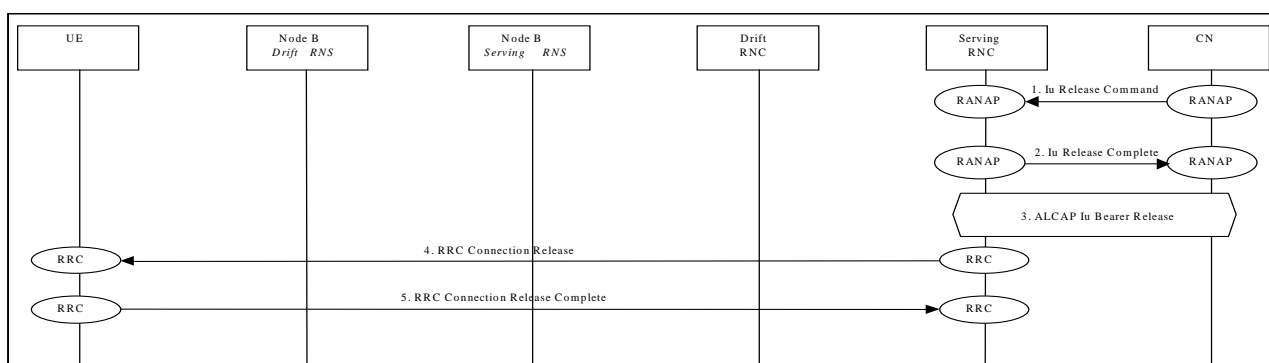 UE
Node B
Drift RNS
Node B
Serving RNS
Drift
RNC
Serving
RNC
CN
1. Iu Release Command
RANAP
RANAP
2. Iu Release Complete
RANAP
RANAP
3. ALCAP Iu Bearer Release
4. RRC Connection Release
RRC
RRC
5. RRC Connection Release Complete
RRC
RRC